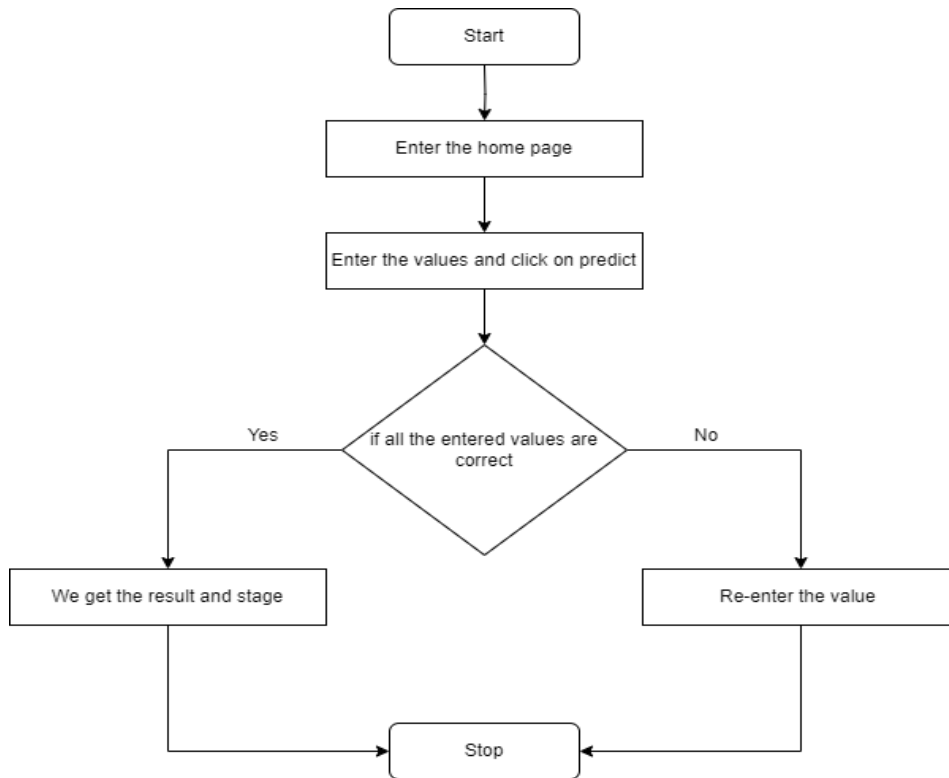 Start
Enter the home page
Enter the values and click on predict
if all the entered values are
correct
Yes
No
We get the result and stage
Re-enter the value
Stop